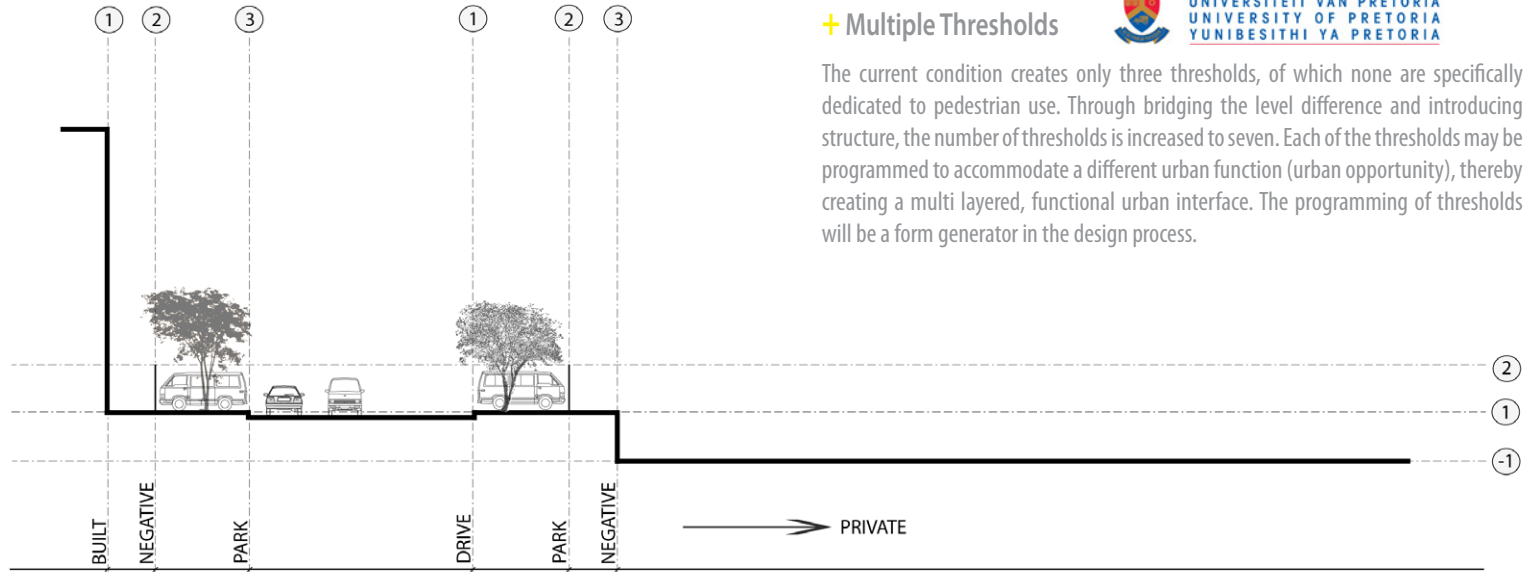 1 2 3 1 2 3
+ Multiple Thresholds
UNIVERSITEIT VAN PRETORIA
UNIVERSITY OF PRETORIA
YUNIBESITHI YA PRETORIA
The current condition creates only three thresholds, of which none are specifically
dedicated to pedestrian use. Through bridging the level difference and introducing
structure, the number of thresholds is increased to seven. Each of the thresholds may be
programmed to accommodate a different urban function (urban opportunity), thereby
creating a multi layered, functional urban interface. The programming of thresholds
will be a form generator in the design process.
2
1
-1
BUILT
NEGATIVE
PARK
DRIVE
PARK
NEGATIVE
PRIVATE